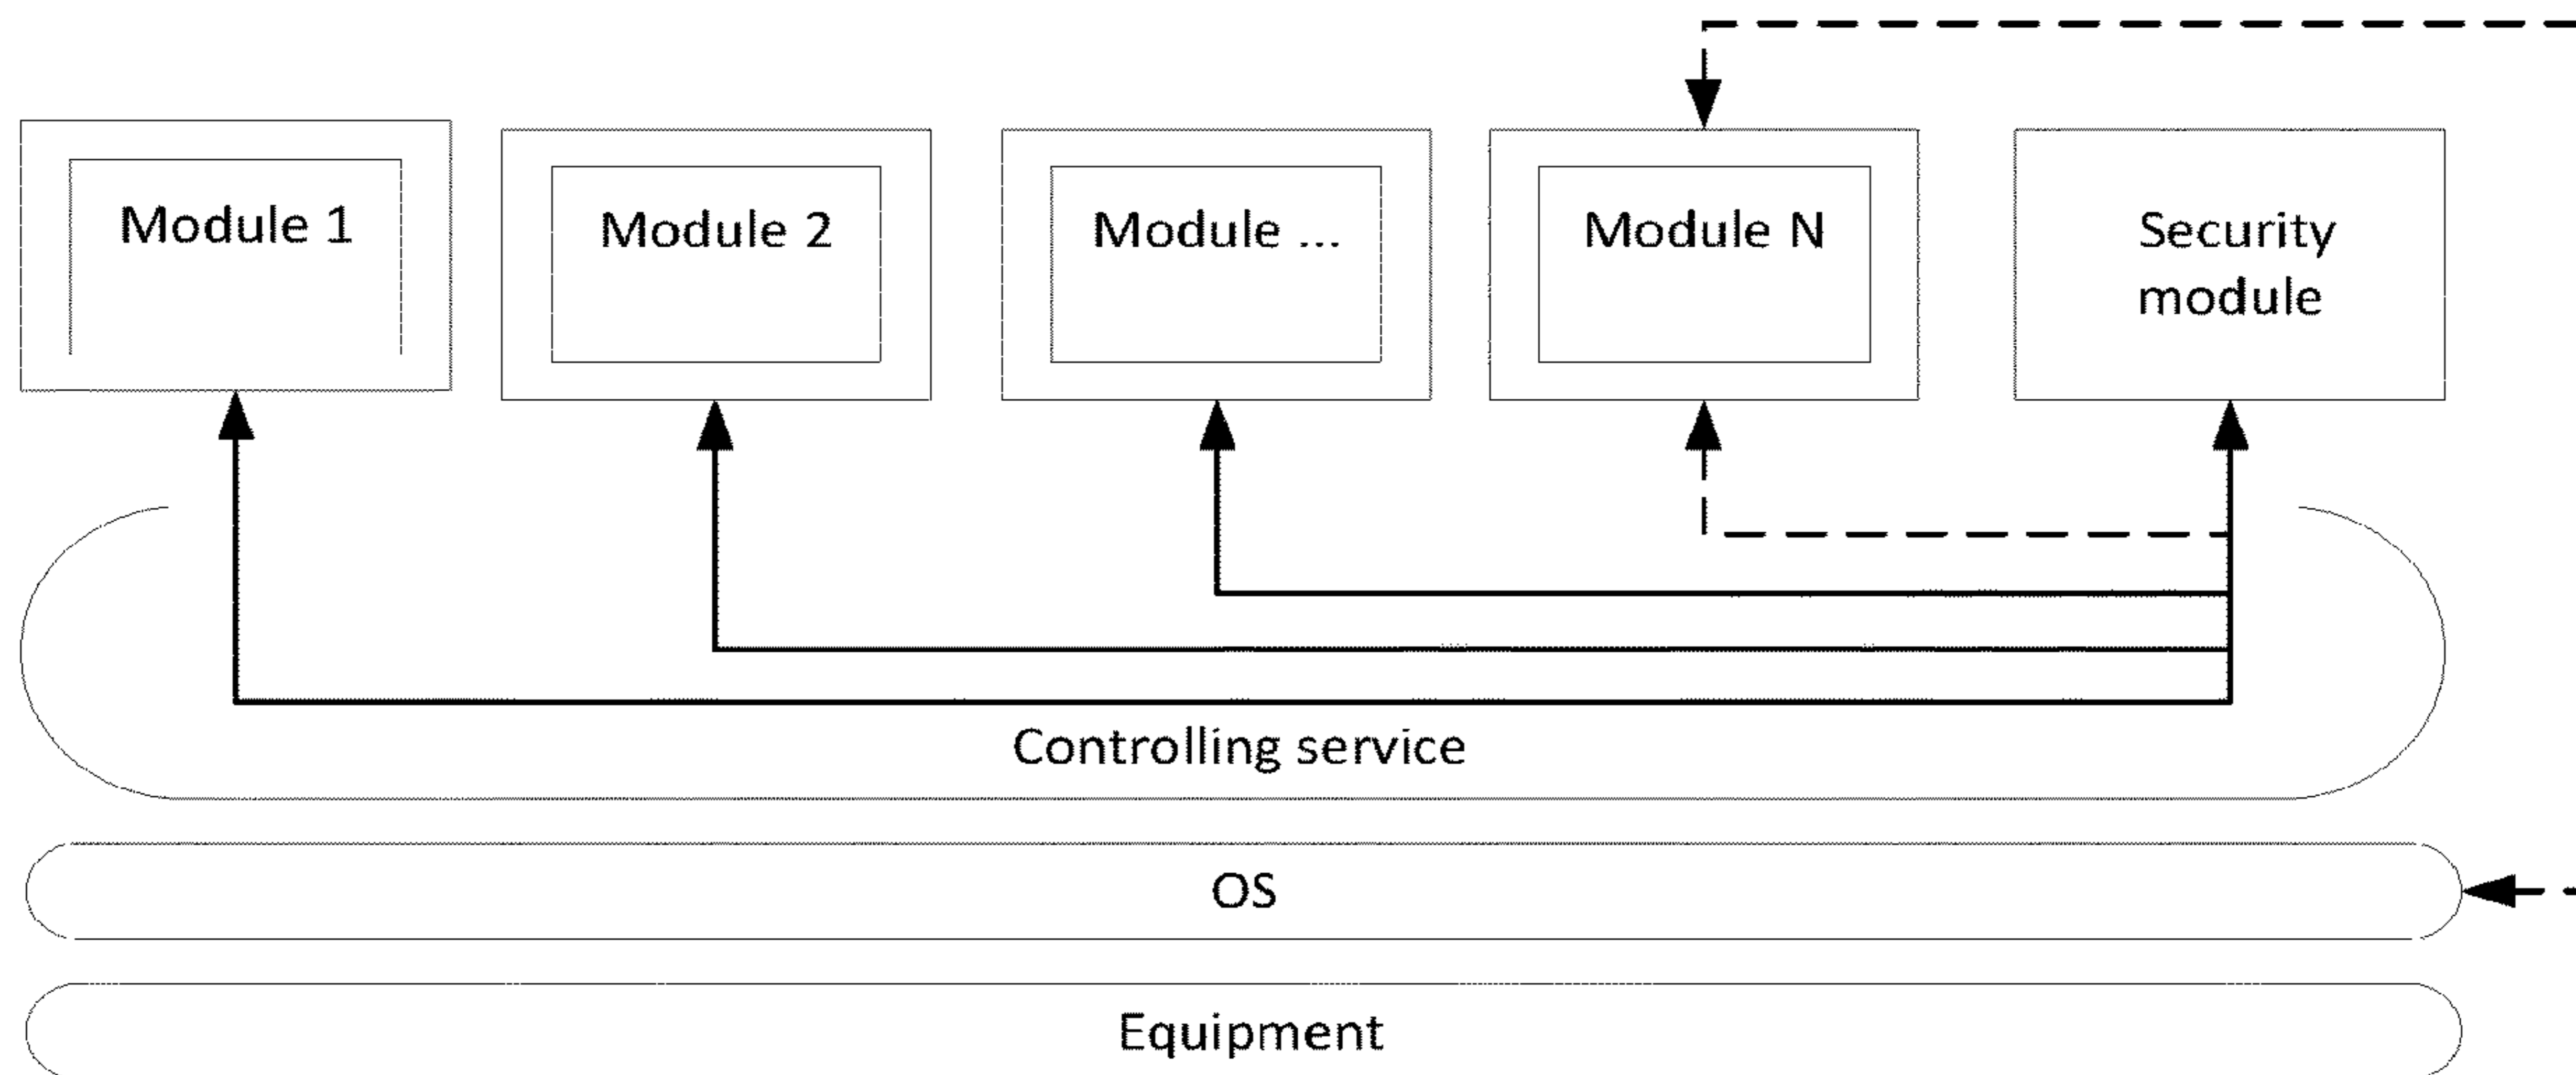 Module 1
Module 2
Module ...
Module N
Security
module
Controlling service
OS
Equipment